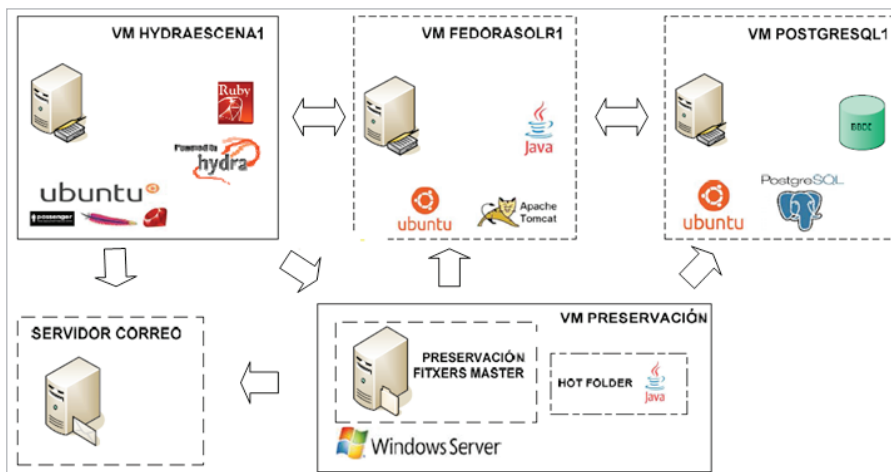 VM HYDRAESCENA1
Ruby
Powered by
hydra
ubuntu
passenger
VM FEDORASOLR1
Java
ubuntu
Apache
Tomcat
VM POSTGRESQL1
BBDD
PostgreSQL
ubuntu
SERVIDOR CORREO
VM PRESERVACIÓN
PRESERVACIÓN
FITXERS MASTER
HOT FOLDER
Java
Windows Server